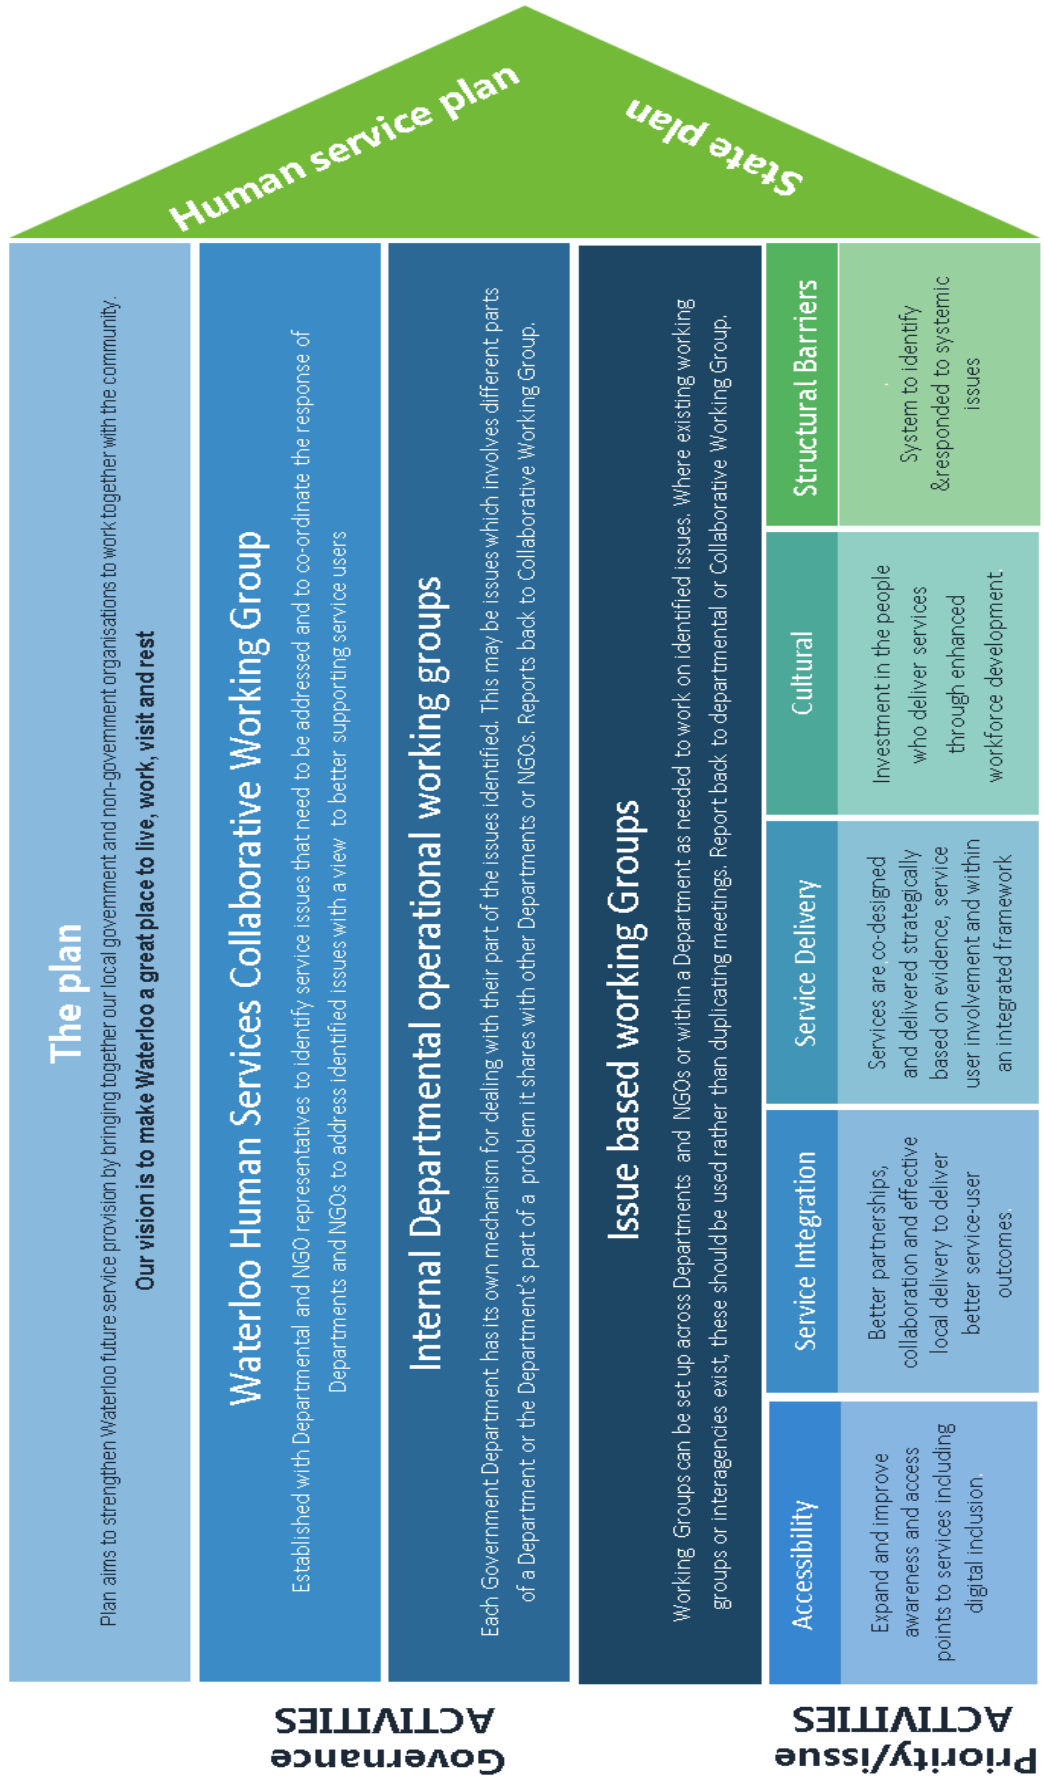 The plan
Plan aims to strengthen Waterloo future service provision by bringing together our local government and non-government organisations to work together with the community.
Our vision is to make Waterloo a great place to live, work, visit and rest
Human service plan
State plan
Governance
ACTIVITIES
Waterloo Human Services Collaborative Working Group
Established with Departmental and NGO representatives to identify service issues that need to be addressed and to co-ordinate the response of
Departments and NGOs to address identified issues with a view to better supporting service users
Internal Departmental operational working groups
Each Government Department has its own mechanism for dealing with their part of the issues identified. This may be issues which involves different parts
of a Department or the Department's part of a problem it shares with other Departments or NGOs. Reports back to Collaborative Working Group.
Issue based working Groups
Working Groups can be set up across Departments and NGOs or within a Department as needed to work on identified issues. Where existing working
groups or interagencies exist, these should be used rather than duplicating meetings. Report back to departmental or Collaborative Working Group.
Priority/issue
ACTIVITIES
Accessibility
Expand and improve
awareness and access
points to services including
digital inclusion.
Service Integration
Better partnerships,
collaboration and effective
local delivery to deliver
better service-user
outcomes.
Service Delivery
Services are co-designed
and delivered strategically
based on evidence, service
user involvement and within
an integrated framework
Cultural
Investment in the people
who deliver services
through enhanced
workforce development.
Structural Barriers
System to identify
&responded to systemic
issues